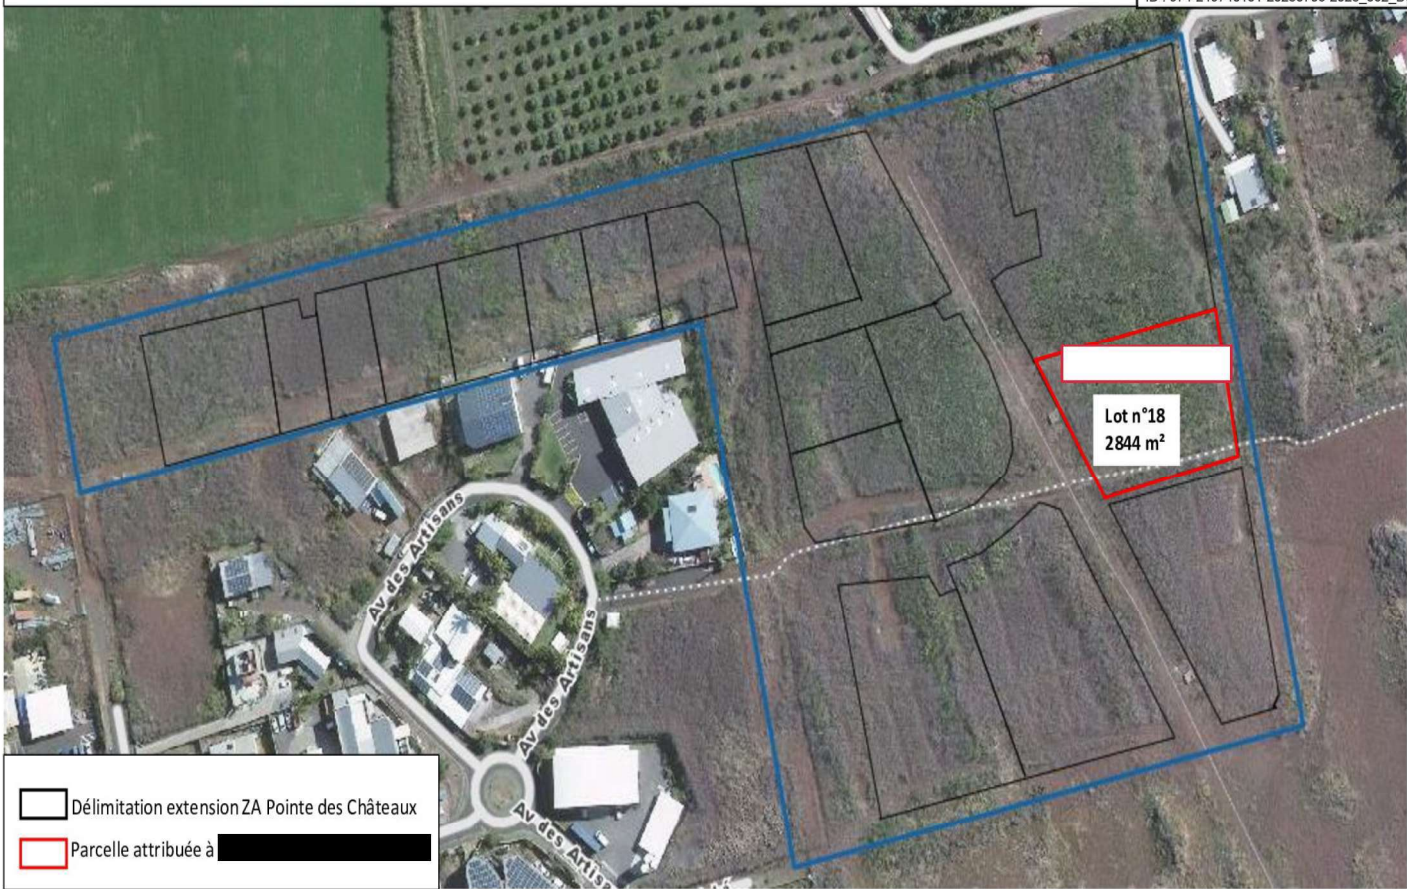 Lot n°18
2844 m²
Av des Artisans
Av des Artisans
Av des Artisans
Délimitation extension ZA Pointe des Châteaux
Parcelle attribuée à